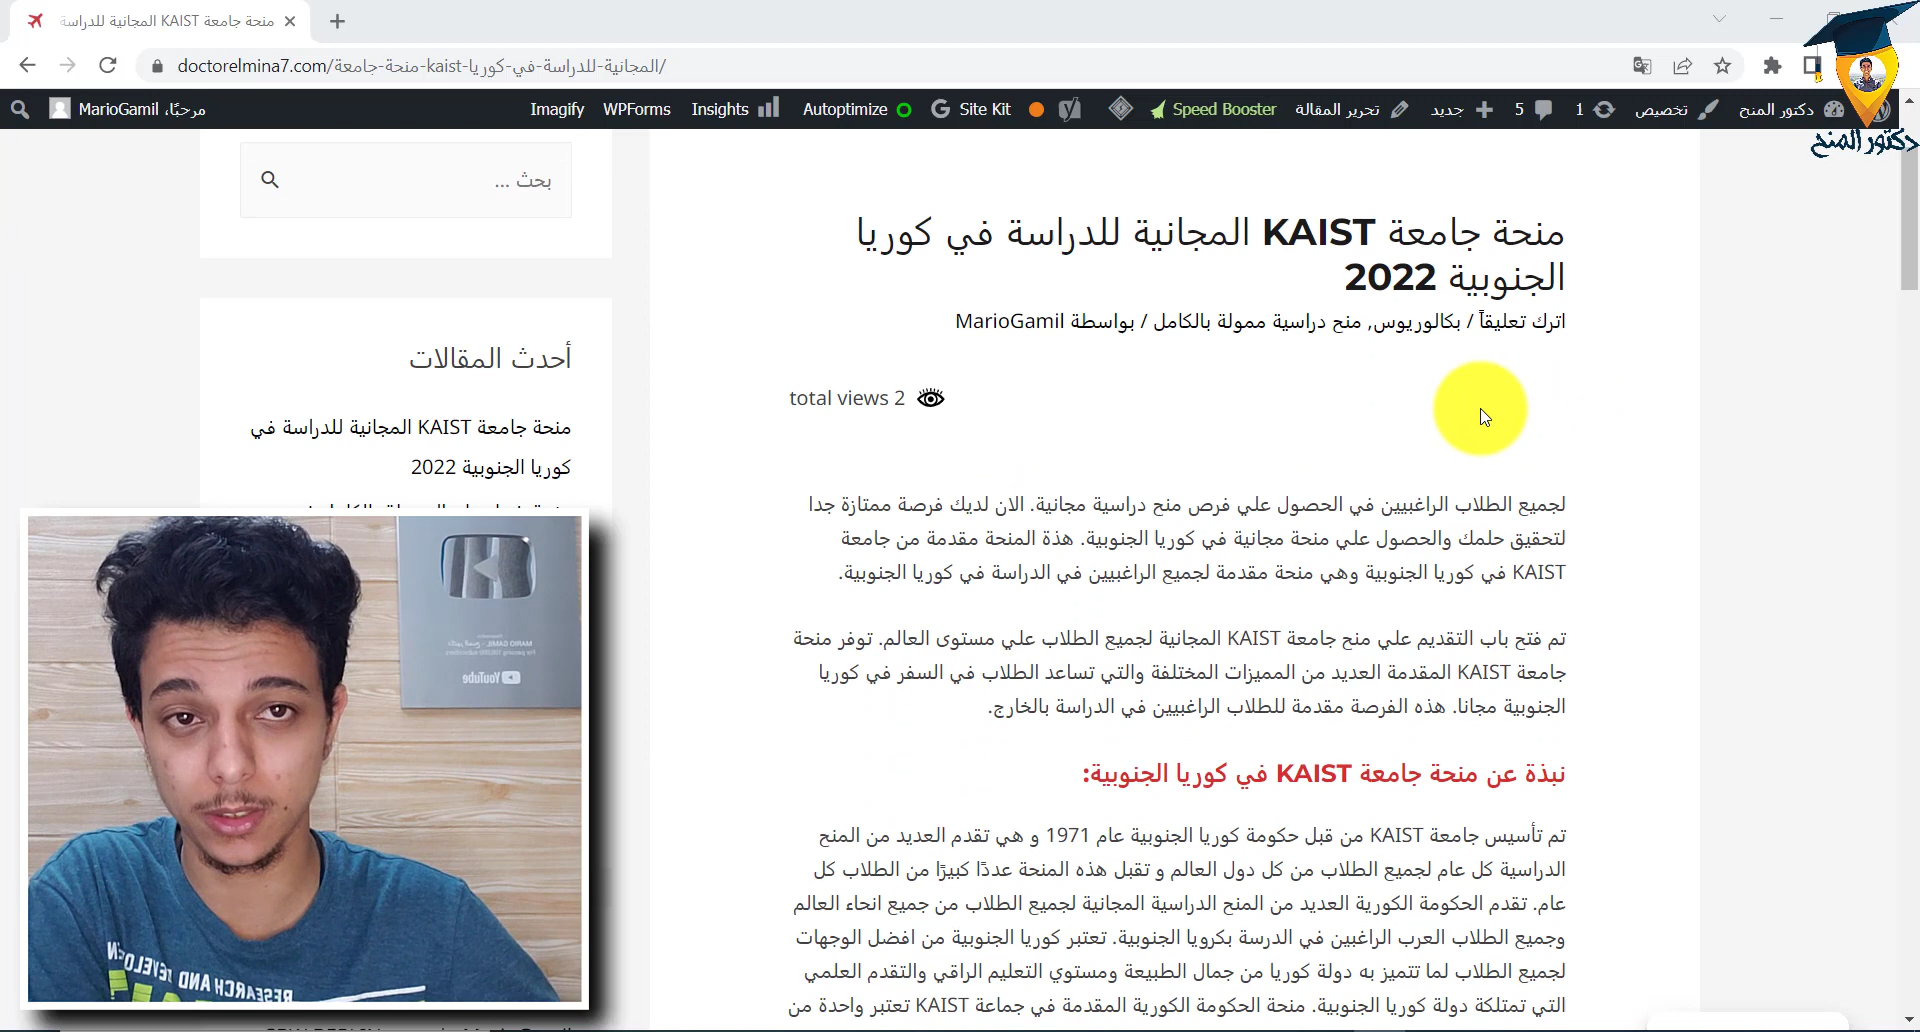 منحة جامعة KAIST المجانية للدراسة
doctorelmina7.com/منحة-جامعة-kaist-المجانية-للدراسة-في-كوريا/
مرحبًا، MarioGamil
Imagify
WPForms
Insights
Autoptimize
Site Kit
Speed Booster
تحرير المقالة
جديد
5
1
تخصيص
دكتور المنح
دكتور المنح
بحث ...
أحدث المقالات
منحة جامعة KAIST المجانية للدراسة في
كوريا الجنوبية 2022
منحة جامعة KAIST المجانية للدراسة في كوريا
الجنوبية 2022
اترك تعليقاً / بكالوريوس, منح دراسية ممولة بالكامل / بواسطة MarioGamil
total views 2
لجميع الطلاب الراغبيين في الحصول علي فرص منح دراسية مجانية. الان لديك فرصة ممتازة جدا
لتحقيق حلمك والحصول علي منحة مجانية في كوريا الجنوبية. هذة المنحة مقدمة من جامعة
KAIST في كوريا الجنوبية وهي منحة مقدمة لجميع الراغبيين في الدراسة في كوريا الجنوبية.
تم فتح باب التقديم علي منح جامعة KAIST المجانية لجميع الطلاب علي مستوى العالم. توفر منحة
جامعة KAIST المقدمة العديد من المميزات المختلفة والتي تساعد الطلاب في السفر في كوريا
الجنوبية مجانا. هذه الفرصة مقدمة للطلاب الراغبيين في الدراسة بالخارج.
نبذة عن منحة جامعة KAIST في كوريا الجنوبية:
تم تأسيس جامعة KAIST من قبل حكومة كوريا الجنوبية عام 1971 و هي تقدم العديد من المنح
الدراسية كل عام لجميع الطلاب من كل دول العالم و تقبل هذه المنحة عددًا كبيرًا من الطلاب كل
عام. تقدم الحكومة الكورية العديد من المنح الدراسية المجانية لجميع الطلاب من جميع انحاء العالم
وجميع الطلاب العرب الراغبين في الدرسة بكرويا الجنوبية. تعتبر كوريا الجنوبية من افضل الوجهات
لجميع الطلاب لما تتميز به دولة كوريا من جمال الطبيعة ومستوي التعليم الراقي والتقدم العلمي
التي تمتلكة دولة كوريا الجنوبية. منحة الحكومة الكورية المقدمة في جماعة KAIST تعتبر واحدة من
MARIO GAMIL
For passing 100,000 subscribers
YouTube
RESEARCH AND DEVELOP